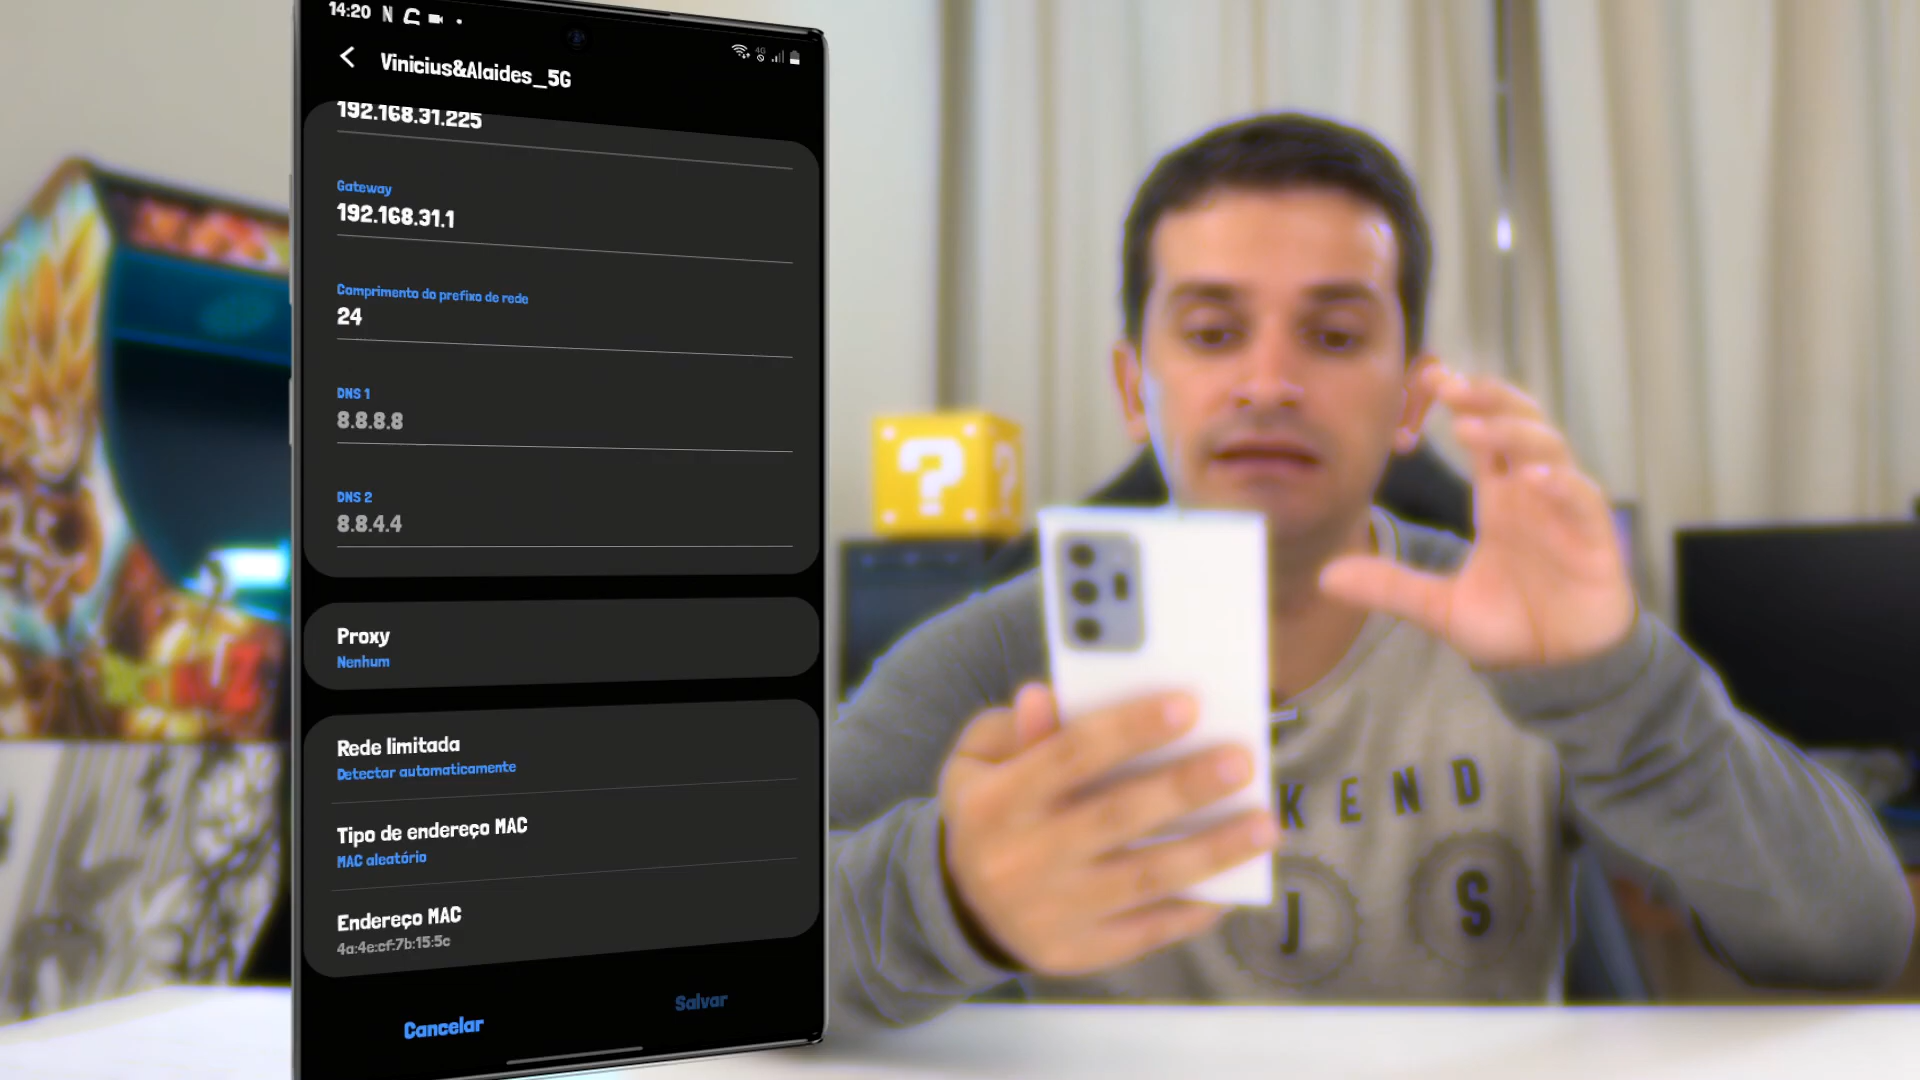 14:20
4G
Vinicius&Alaides_5G
192.168.31.225
Gateway
192.168.31.1
Comprimento do prefixo de rede
24
DNS 1
8.8.8.8
DNS 2
8.8.4.4
Proxy
Nenhum
Rede limitada
Detectar automaticamente
Tipo de endereço MAC
MAC aleatório
Endereço MAC
4a:4e:cf:7b:15:5c
Cancelar
Salvar
?
KEND
J S